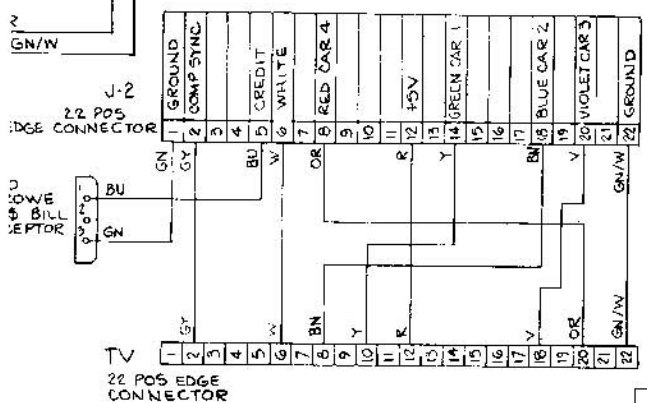 GN/W
J-2
22 POS
EDGE CONNECTOR
GROUND
COMP SYNC
CREDIT
WHITE
RED CAR 4
+5V
GREEN CAR 1
BLUE CAR 2
VIOLET CAR 3
GROUND
1 2 3 4 5 6 7 8 9 10 11 12 13 14 15 16 17 18 19 20 21 22
GN GY BU W OR R Y BN V GN/W
$ BILL
1 BU
2
3 GN
GY W BN Y R V OR GN/W
TV
1 2 3 4 5 6 7 8 9 10 11 12 13 14 15 16 17 18 19 20 21 22
22 POS EDGE
CONNECTOR